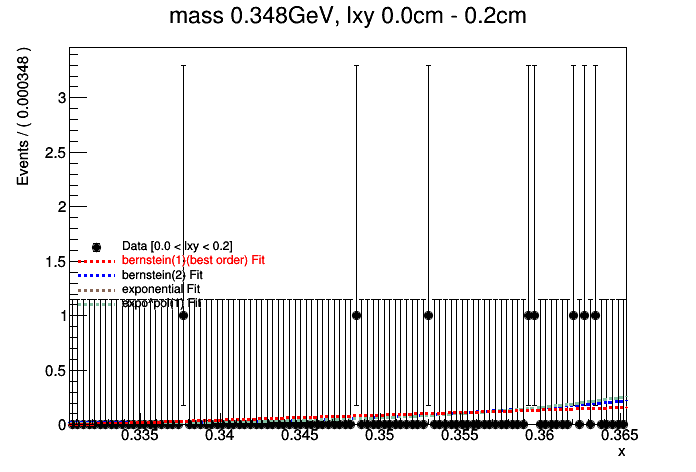 mass 0.348GeV, lxy 0.0cm - 0.2cm
Events / ( 0.000348 )
3
2.5
2
1.5
1
0.5
0
Data [0.0 < lxy < 0.2]
bernstein(1)(best order) Fit
bernstein(2) Fit
exponential Fit
expo*pol(1) Fit
0.335 0.34 0.345 0.35 0.355 0.36 0.365
x